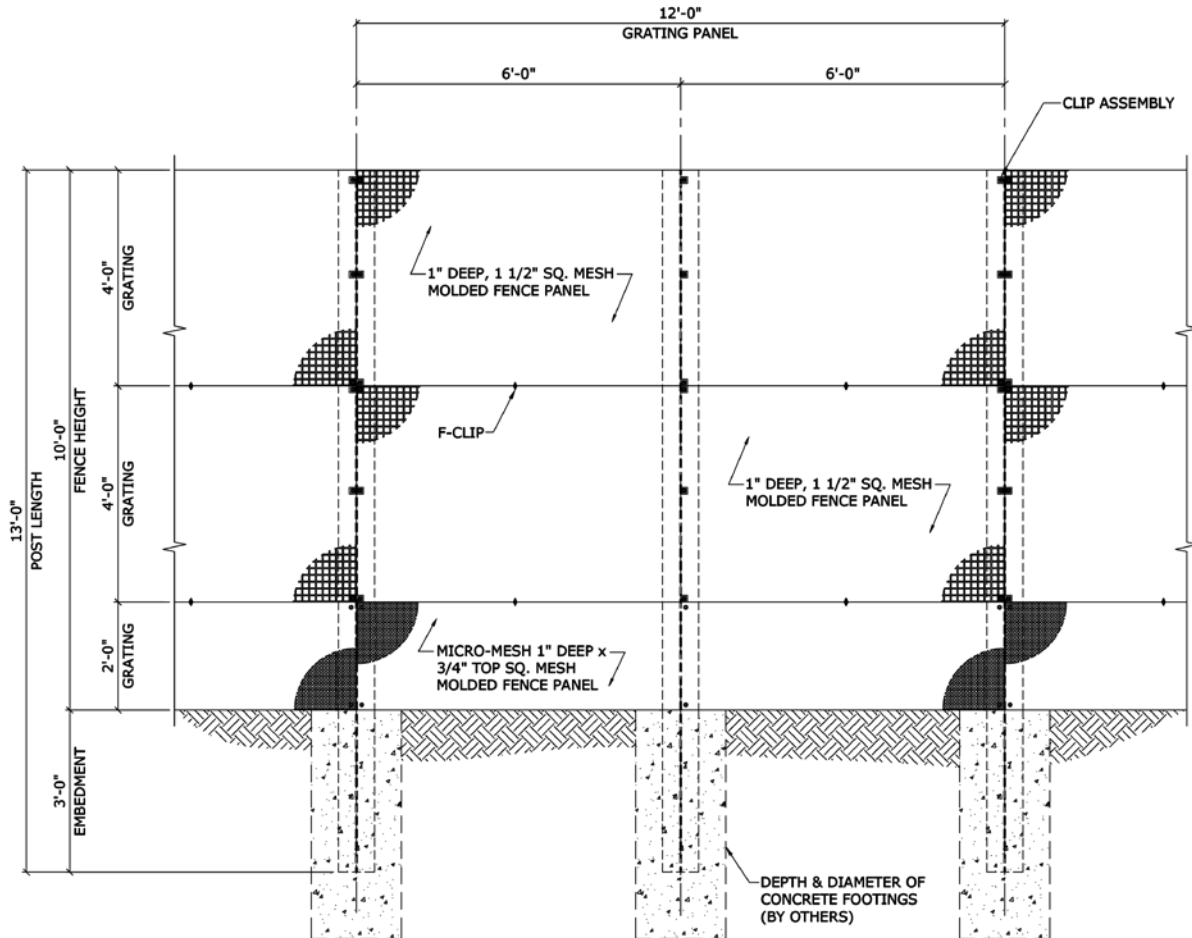 12'-0"
GRATING PANEL
6'-0"
6'-0"
CLIP ASSEMBLY
4'-0"
GRATING
1" DEEP, 1 1/2" SQ. MESH
MOLDED FENCE PANEL
13'-0"
POST LENGTH
10'-0"
FENCE HEIGHT
4'-0"
GRATING
F-CLIP
1" DEEP, 1 1/2" SQ. MESH
MOLDED FENCE PANEL
2'-0"
GRATING
MICRO-MESH 1" DEEP x
3/4" TOP SQ. MESH
MOLDED FENCE PANEL
3'-0"
EMBEDMENT
DEPTH & DIAMETER OF
CONCRETE FOOTINGS
(BY OTHERS)